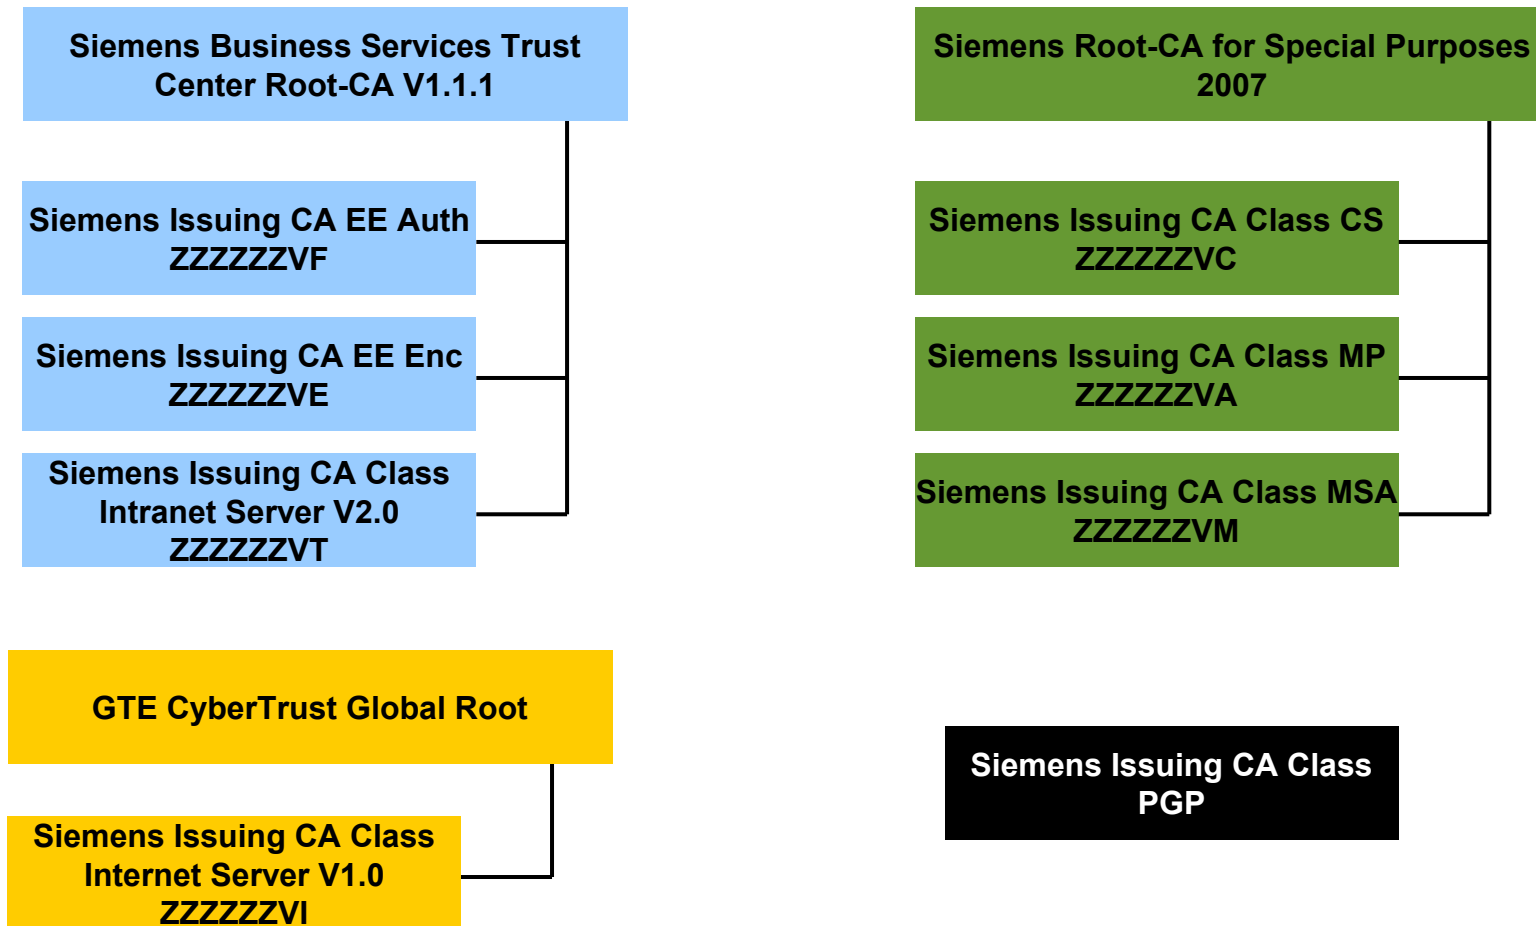 Siemens Business Services Trust
Center Root-CA V1.1.1
Siemens Issuing CA EE Auth
ZZZZZZVF
Siemens Issuing CA EE Enc
ZZZZZZVE
Siemens Issuing CA Class
Intranet Server V2.0
ZZZZZZVT
Siemens Root-CA for Special Purposes
2007
Siemens Issuing CA Class CS
ZZZZZZVC
Siemens Issuing CA Class MP
ZZZZZZVA
Siemens Issuing CA Class MSA
ZZZZZZVM
GTE CyberTrust Global Root
Siemens Issuing CA Class
Internet Server V1.0
ZZZZZZVI
Siemens Issuing CA Class
PGP